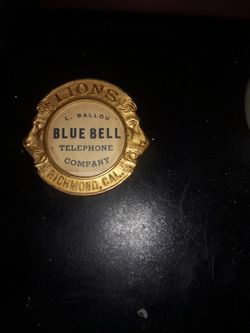 LIONS
L. BALLOU
BLUE BELL
TELEPHONE
COMPANY
RICHMOND, CAL.